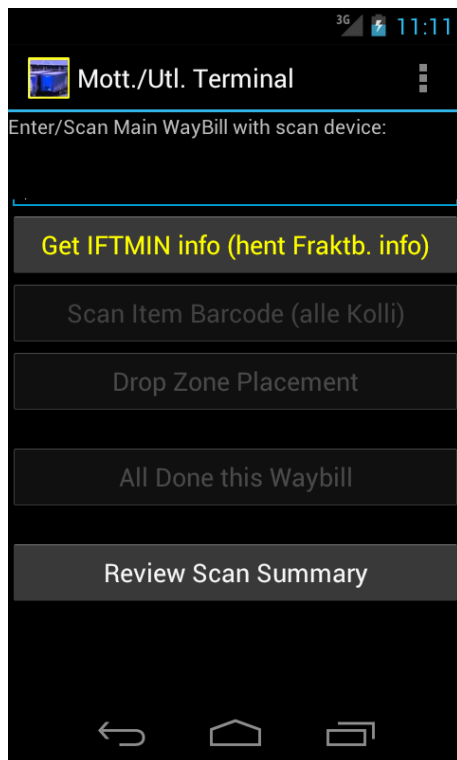 3G 11:11
Mott./Utl. Terminal
Enter/Scan Main WayBill with scan device:
Get IFTMIN info (hent Fraktb. info)
Scan Item Barcode (alle Kolli)
Drop Zone Placement
All Done this Waybill
Review Scan Summary